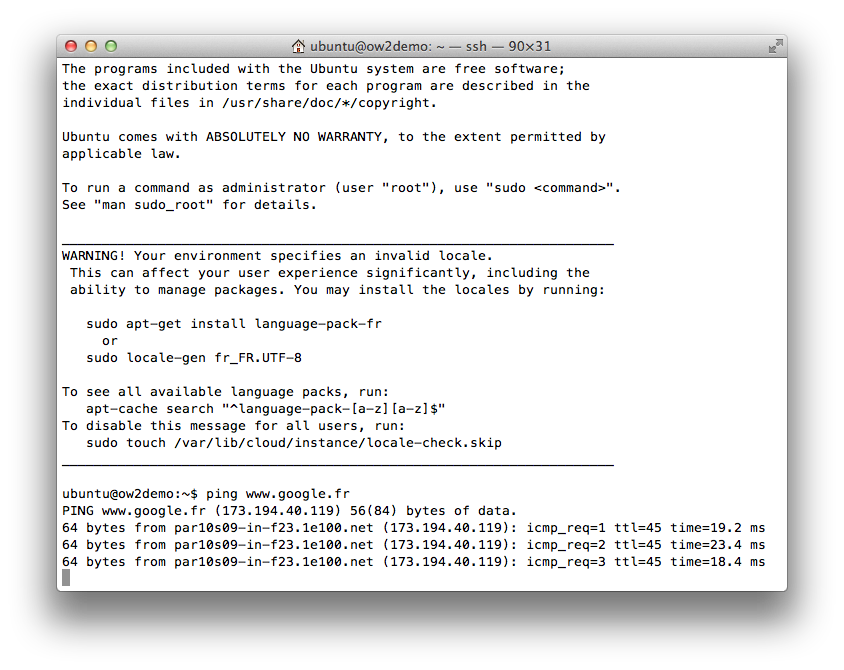 ubuntu@ow2demo: ~ — ssh — 90×31
The programs included with the Ubuntu system are free software;
the exact distribution terms for each program are described in the
individual files in /usr/share/doc/*/copyright.
Ubuntu comes with ABSOLUTELY NO WARRANTY, to the extent permitted by
applicable law.
To run a command as administrator (user "root"), use "sudo <command>".
See "man sudo_root" for details.
WARNING! Your environment specifies an invalid locale.
This can affect your user experience significantly, including the
ability to manage packages. You may install the locales by running:
sudo apt-get install language-pack-fr
or
sudo locale-gen fr_FR.UTF-8
To see all available language packs, run:
apt-cache search "^language-pack-[a-z][a-z]$"
To disable this message for all users, run:
sudo touch /var/lib/cloud/instance/locale-check.skip
ubuntu@ow2demo:~$ ping www.google.fr
PING www.google.fr (173.194.40.119) 56(84) bytes of data.
64 bytes from par10s09-in-f23.1e100.net (173.194.40.119): icmp_req=1 ttl=45 time=19.2 ms
64 bytes from par10s09-in-f23.1e100.net (173.194.40.119): icmp_req=2 ttl=45 time=23.4 ms
64 bytes from par10s09-in-f23.1e100.net (173.194.40.119): icmp_req=3 ttl=45 time=18.4 ms